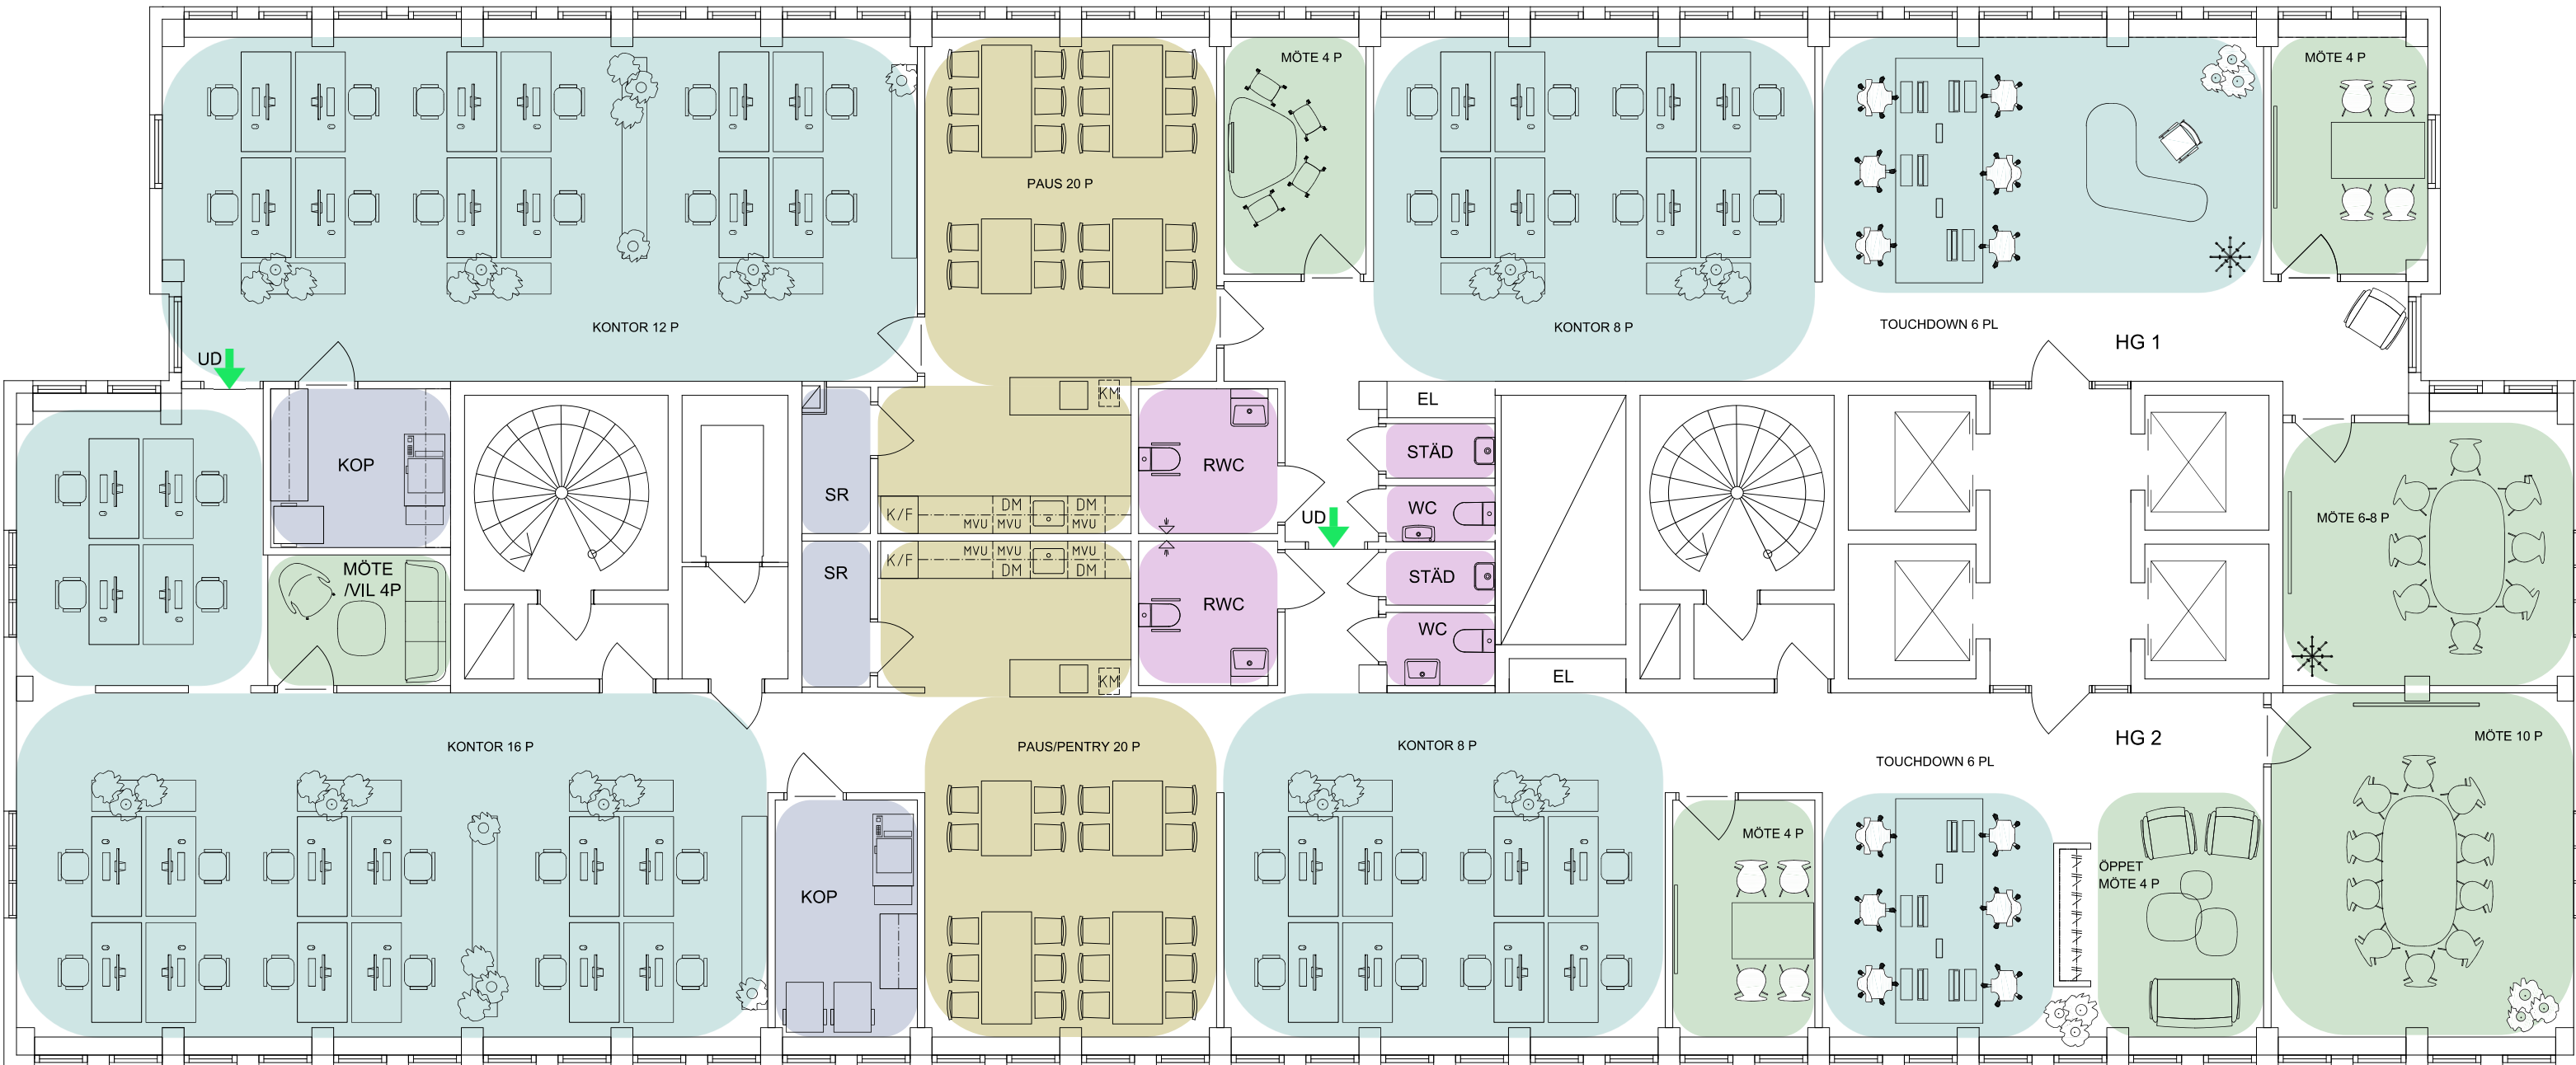 MÖTE 4 P
MÖTE 4 P
PAUS 20 P
KONTOR 12 P
KONTOR 8 P
TOUCHDOWN 6 PL
HG 1
UD
KM
EL
KOP
SR
RWC
STÄD
K/F
DM
DM
MVU
MVU
MVU
WC
UD
MÖTE 6-8 P
K/F
MVU
MVU
MVU
DM
DM
SR
MÖTE
/VIL 4P
RWC
STÄD
WC
KM
EL
KONTOR 16 P
PAUS/PENTRY 20 P
KONTOR 8 P
TOUCHDOWN 6 PL
HG 2
MÖTE 10 P
MÖTE 4 P
ÖPPET
MÖTE 4 P
KOP